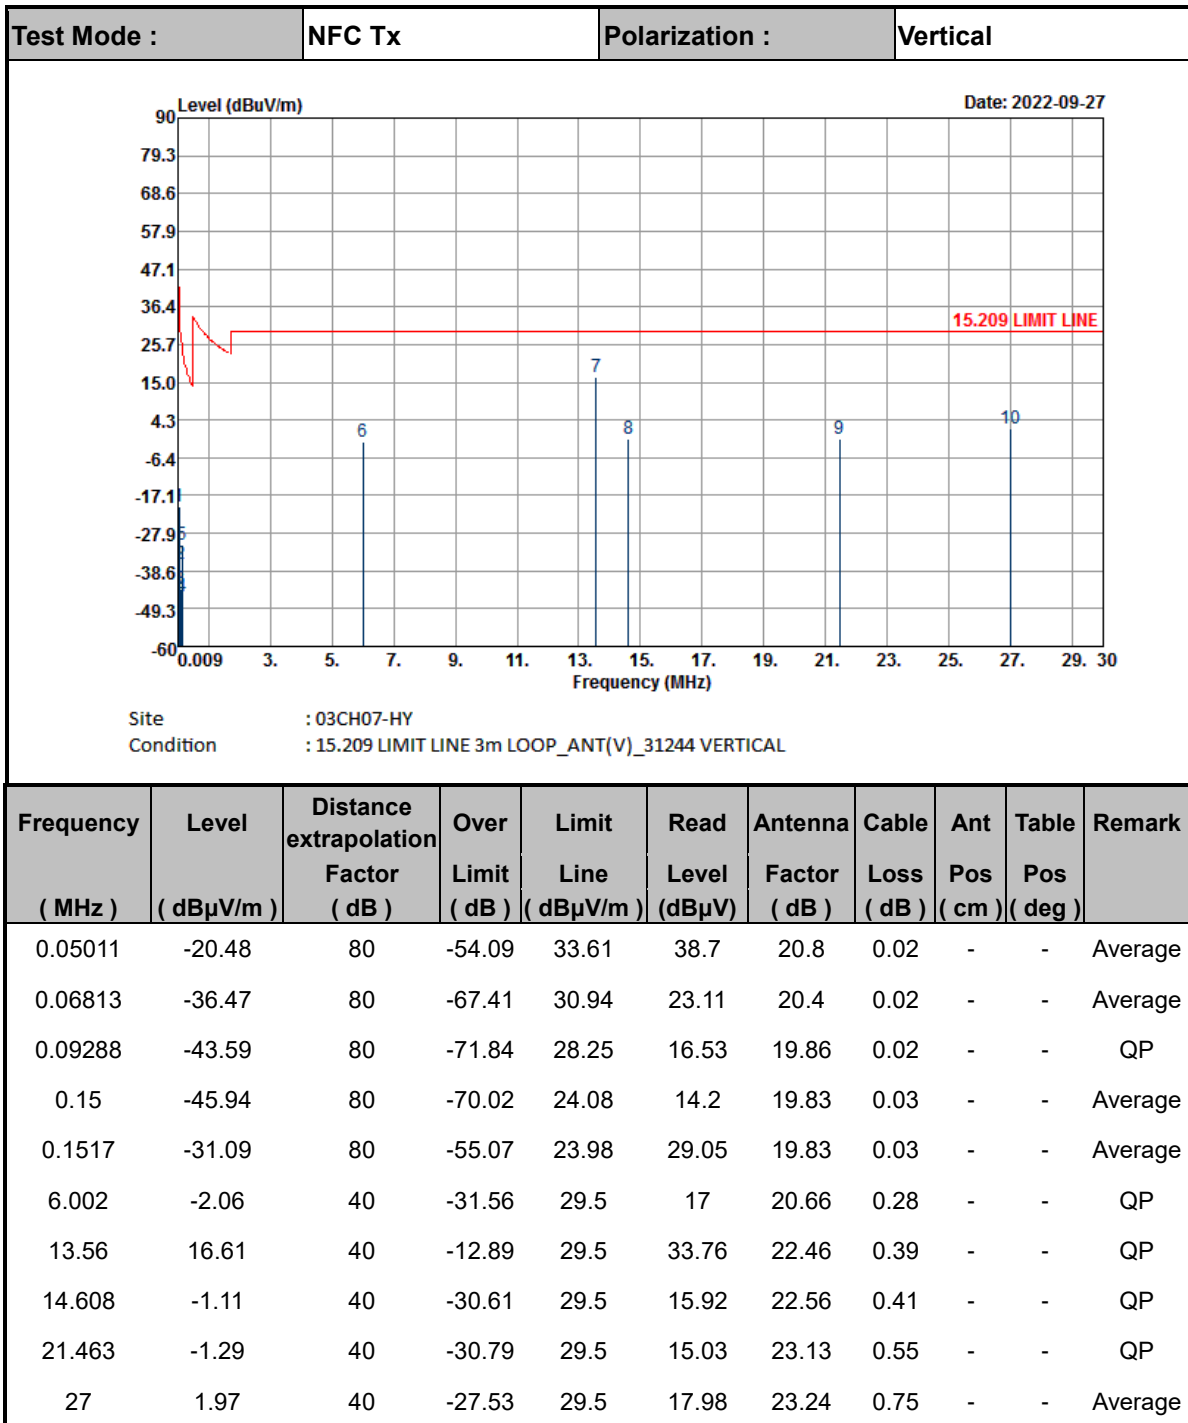 Test Mode : NFC Tx Polarization : Vertical
Level (dBuV/m) Date: 2022-09-27
90
79.3
68.6
57.9
47.1
36.4
15.209 LIMIT LINE
25.7
7
15.0
4.3
6 8 9 10
-6.4
-17.1
-27.9
5
-38.6
-49.3
-60
0.009 3. 5. 7. 9. 11. 13. 15. 17. 19. 21. 23. 25. 27. 29. 30
Frequency (MHz)
Site : 03CH07-HY
Condition : 15.209 LIMIT LINE 3m LOOP_ANT(V)_31244 VERTICAL
Frequency Level Distance extrapolation Over Limit Read Antenna Cable Ant Table Remark
Factor Limit Line Level Factor Loss Pos Pos
( MHz ) ( dBµV/m ) ( dB ) ( dB ) ( dBµV/m ) (dBµV) ( dB ) ( dB ) ( cm ) ( deg )
0.05011 -20.48 80 -54.09 33.61 38.7 20.8 0.02 - - Average
0.06813 -36.47 80 -67.41 30.94 23.11 20.4 0.02 - - Average
0.09288 -43.59 80 -71.84 28.25 16.53 19.86 0.02 - - QP
0.15 -45.94 80 -70.02 24.08 14.2 19.83 0.03 - - Average
0.1517 -31.09 80 -55.07 23.98 29.05 19.83 0.03 - - Average
6.002 -2.06 40 -31.56 29.5 17 20.66 0.28 - - QP
13.56 16.61 40 -12.89 29.5 33.76 22.46 0.39 - - QP
14.608 -1.11 40 -30.61 29.5 15.92 22.56 0.41 - - QP
21.463 -1.29 40 -30.79 29.5 15.03 23.13 0.55 - - QP
27 1.97 40 -27.53 29.5 17.98 23.24 0.75 - - Average